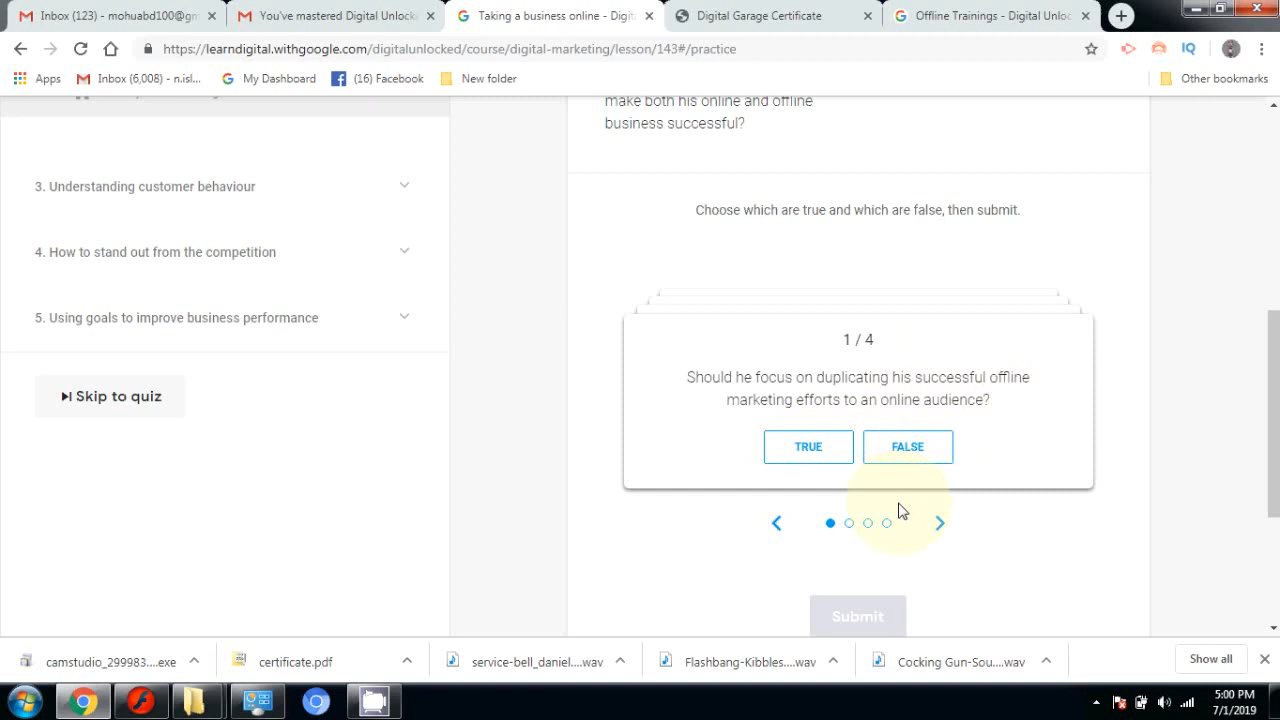 Inbox (123) - mohuabd100@gr
You've mastered Digital Unlock
Taking a business online - Digit
Digital Garage Certificate
Offline Trainings - Digital Unloc
https://learndigital.withgoogle.com/digitalunlocked/course/digital-marketing/lesson/143#/practice
IQ
Apps
Inbox (6,008) - n.isl...
My Dashboard
(16) Facebook
New folder
Other bookmarks
make both his online and offline
business successful?
3. Understanding customer behaviour
4. How to stand out from the competition
5. Using goals to improve business performance
Skip to quiz
Choose which are true and which are false, then submit.
1 / 4
Should he focus on duplicating his successful offline
marketing efforts to an online audience?
TRUE
FALSE
Submit
camstudio_299983....exe
certificate.pdf
service-bell_daniel....wav
Flashbang-Kibbles....wav
Cocking Gun-Sou....wav
Show all
5:00 PM
7/1/2019